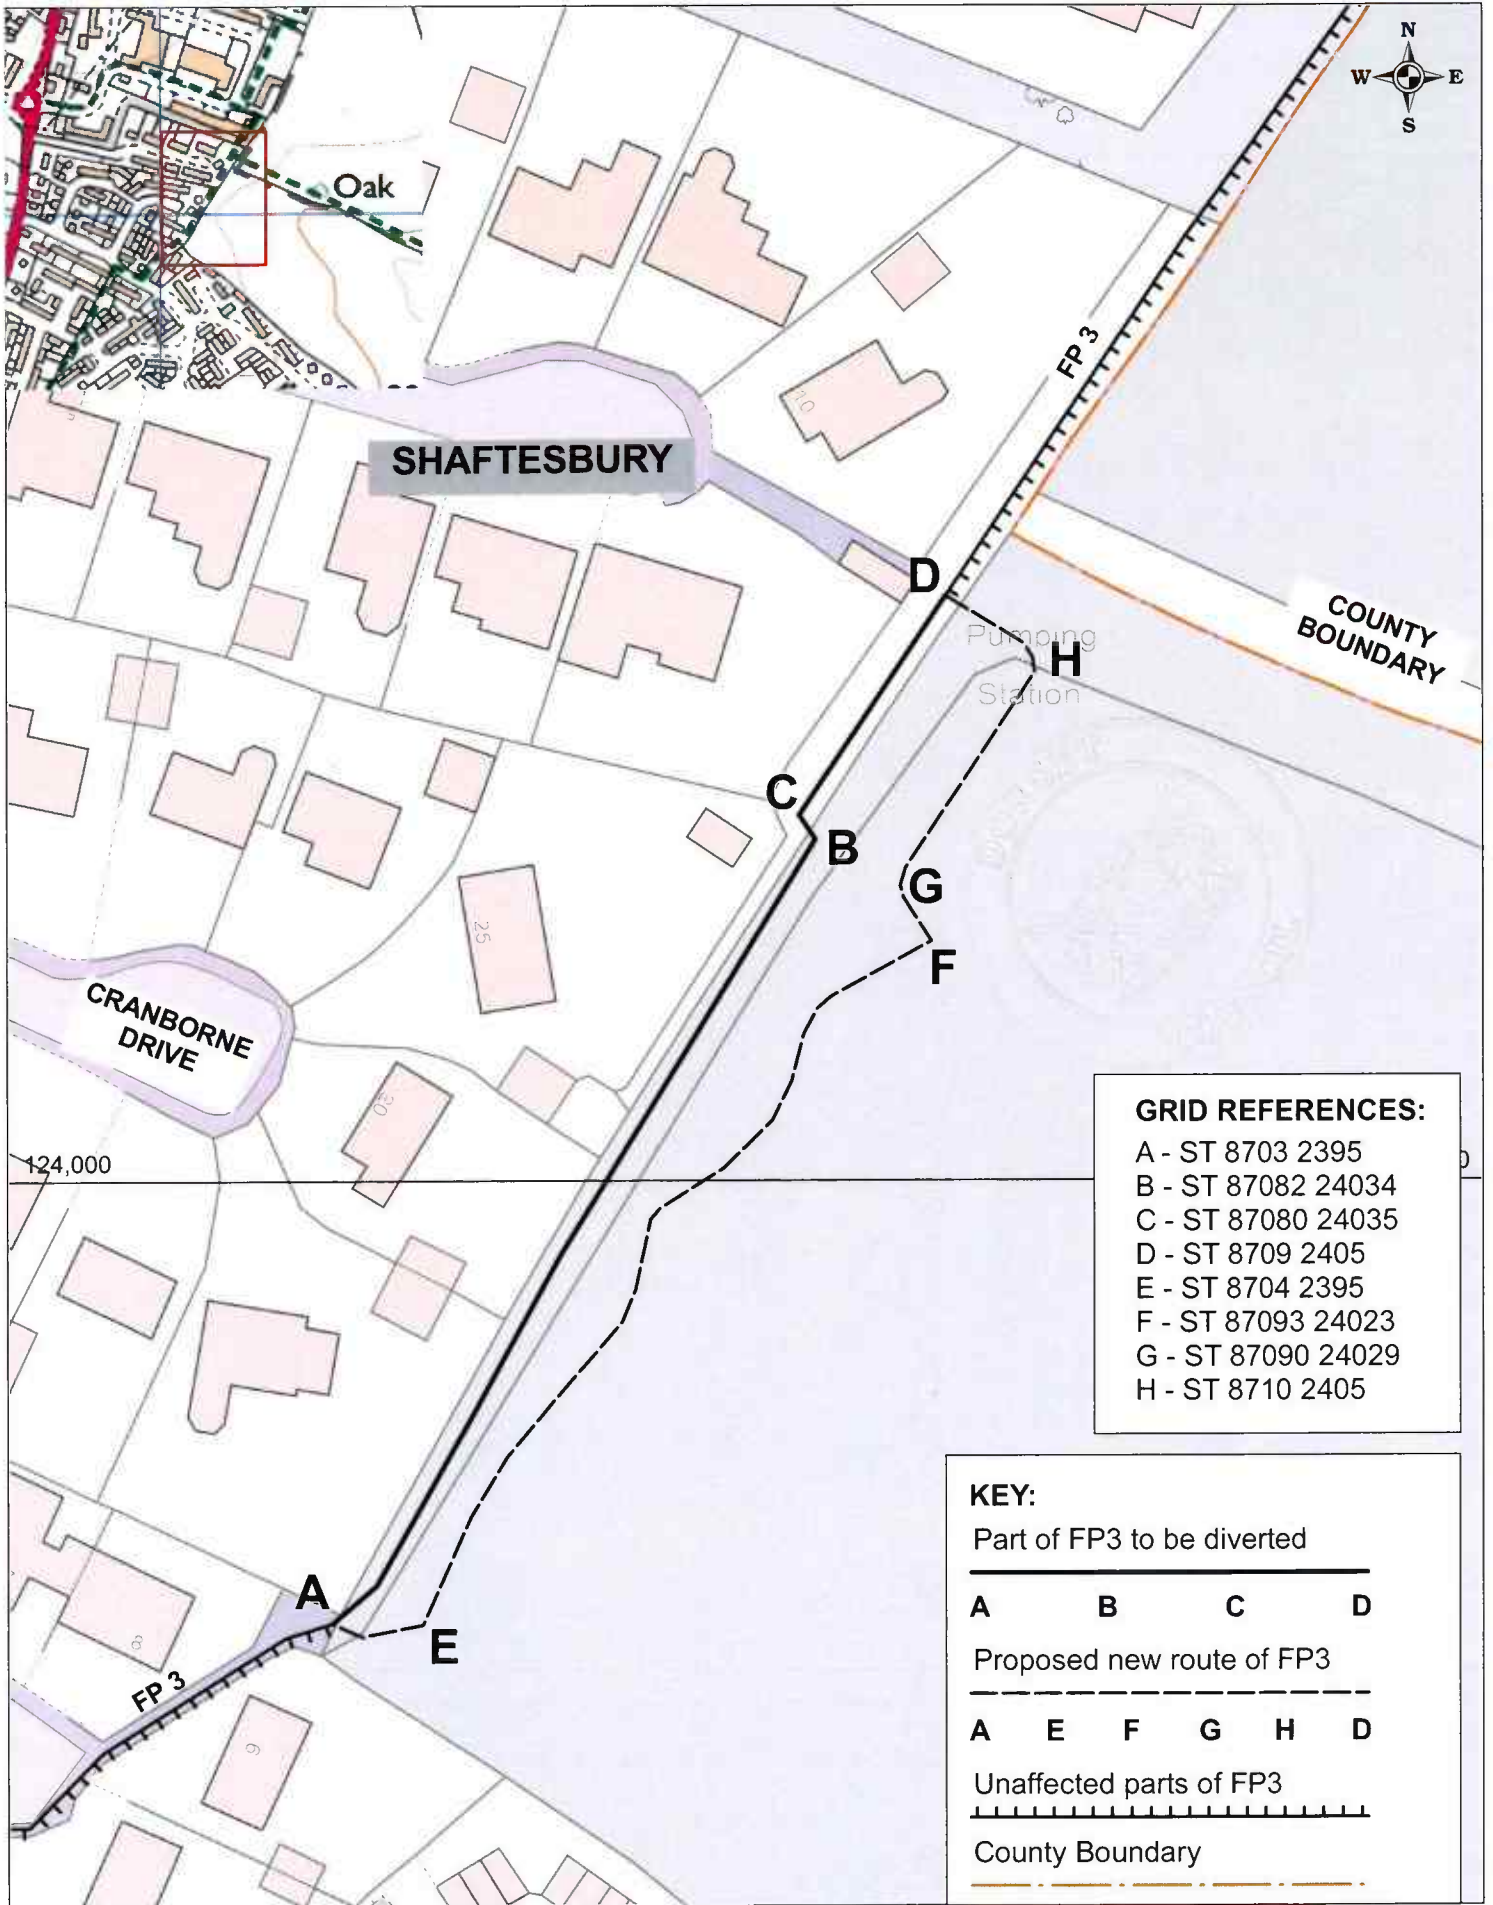 N
W E
S
Oak
FP 3
10
SHAFTESBURY
D
COUNTY
BOUNDARY
Pumping
H
Station
C
B
G
25
F
CRANBORNE
DRIVE
20
124,000
GRID REFERENCES:
A - ST 8703 2395
B - ST 87082 24034
C - ST 87080 24035
D - ST 8709 2405
E - ST 8704 2395
F - ST 87093 24023
G - ST 87090 24029
H - ST 8710 2405
KEY:
Part of FP3 to be diverted
A B C D
Proposed new route of FP3
A E F G H D
Unaffected parts of FP3
County Boundary
A
E
8
FP 3
6